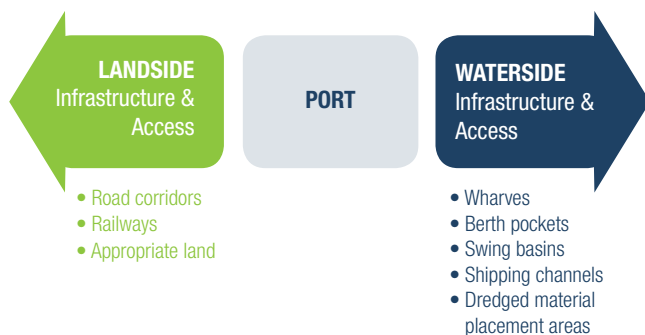 LANDSIDE
Infrastructure &
Access
• Road corridors
• Railways
• Appropriate land
PORT
WATERSIDE
Infrastructure &
Access
• Wharves
• Berth pockets
• Swing basins
• Shipping channels
• Dredged material
placement areas